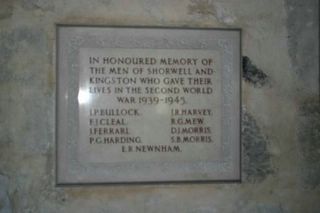 IN HONOURED MEMORY OF
THE MEN OF SHORWELL AND
KINGSTON WHO GAVE THEIR
LIVES IN THE SECOND WORLD
WAR 1939-1945.
J.P. BULLOCK. J.R. HARVEY.
E.J. CLEAL. R.G. MEW.
J. FERRARI. D.J. MORRIS.
P.G. HARDING. S.B. MORRIS.
E.R. NEWNHAM.